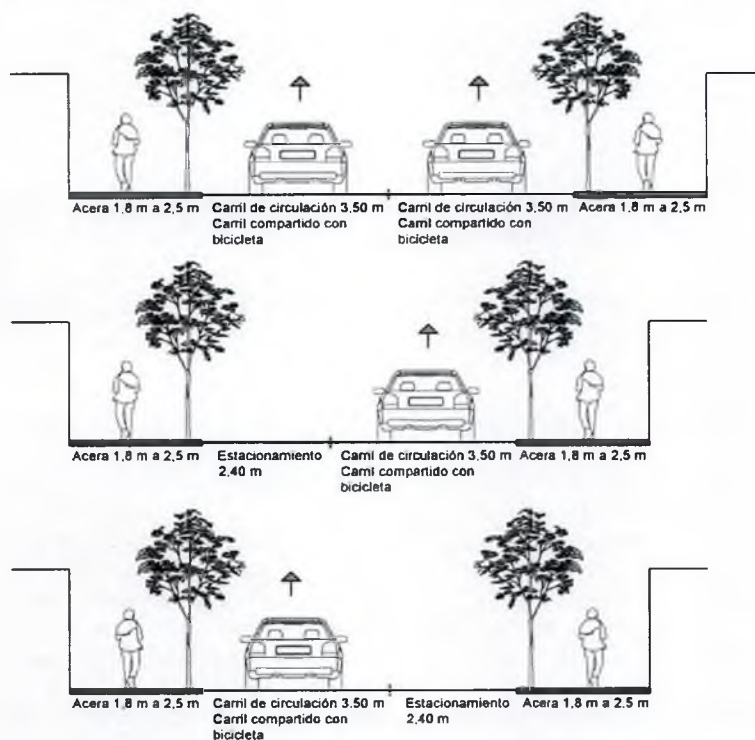 Acera 1,8 m a 2,5 m
Carril de circulación 3.50 m
Carril compartido con
bicicleta
Carril de circulación 3,50 m
Carril compartido con
bicicleta
Acera 1,8 m a 2,5 m
Acera 1,8 m a 2,5 m
Estacionamiento
2,40 m
Carril de circulación 3.50 m
Carril compartido con
bicicleta
Acera 1,8 m a 2,5 m
Acera 1,8 m a 2,5 m
Carril de circulación 3.50 m
Carril compartido con
bicicleta
Estacionamiento
2,40 m
Acera 1,8 m a 2.5 m